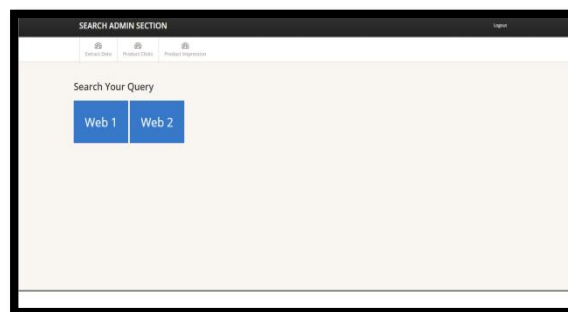 SEARCH ADMIN SECTION
Logout
Extract Data Product Clicks Product Impression
Search Your Query
Web 1 Web 2